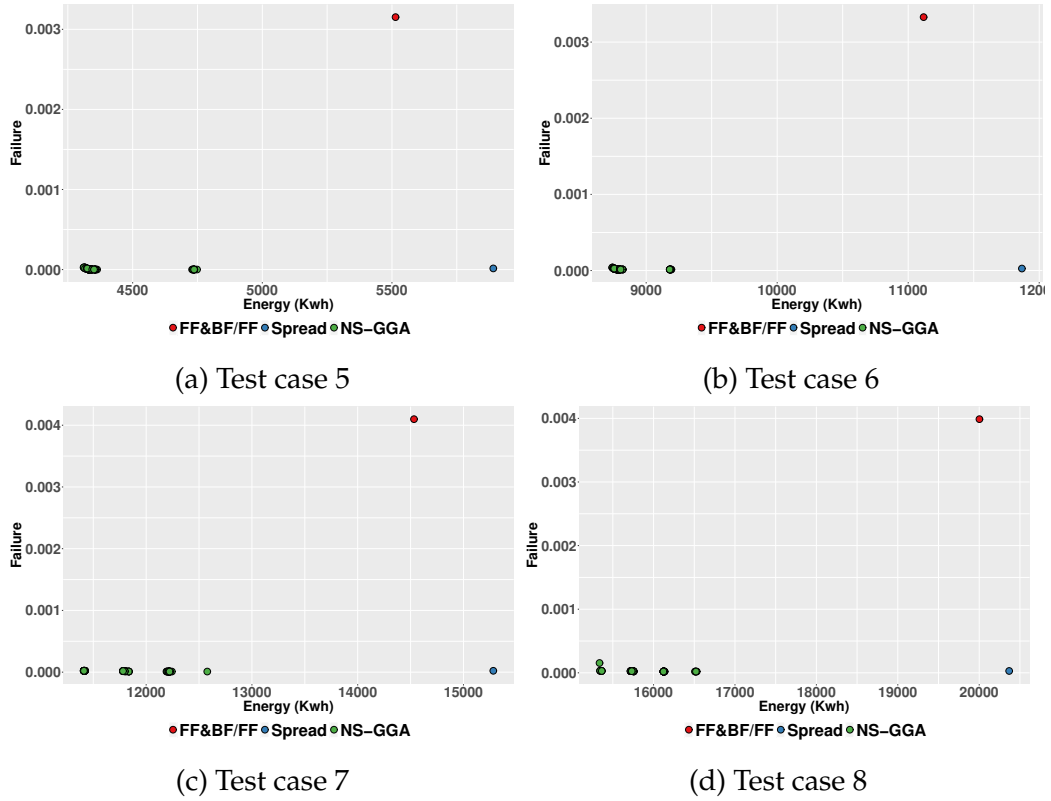 0.003
0.002
0.001
0.000
Failure
4500 5000 5500
Energy (Kwh)
FF&BF/FF Spread NS−GGA
(a) Test case 5
0.003
0.002
0.001
0.000
Failure
9000 10000 11000 1200
Energy (Kwh)
FF&BF/FF Spread NS−GGA
(b) Test case 6
0.004
0.003
0.002
0.001
0.000
Failure
12000 13000 14000 15000
Energy (Kwh)
FF&BF/FF Spread NS−GGA
(c) Test case 7
0.004
0.003
0.002
0.001
0.000
Failure
16000 17000 18000 19000 20000
Energy (Kwh)
FF&BF/FF Spread NS−GGA
(d) Test case 8